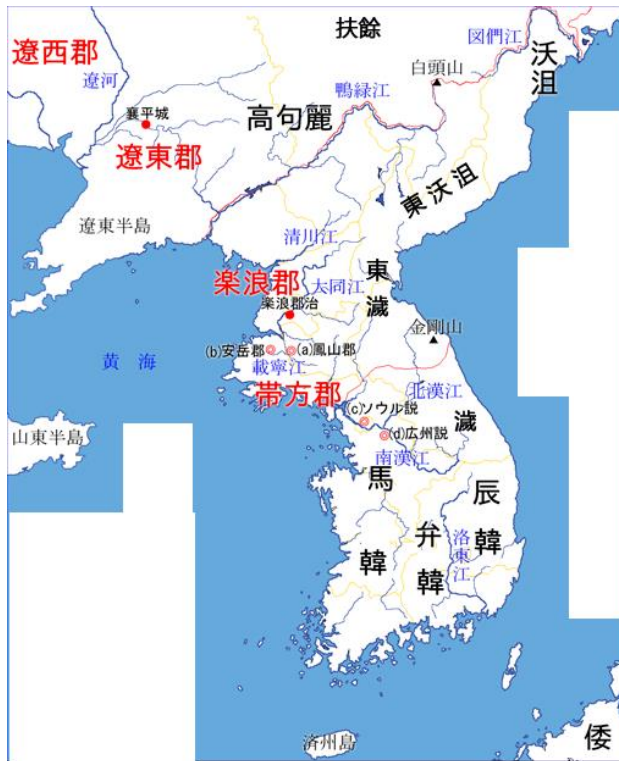 扶餘
図們江
沃沮
遼西郡
遼河
白頭山
鴨緑江
襄平城
高句麗
遼東郡
東沃沮
遼東半島
清川江
東濊
楽浪郡
大同江
楽浪郡治
金剛山
(b)安岳郡
(a)鳳山郡
黄海
載寧江
帯方郡
北漢江
(c)ソウル説
濊
(d)広州説
山東半島
南漢江
馬韓
辰韓
弁韓
洛東江
倭
済州島